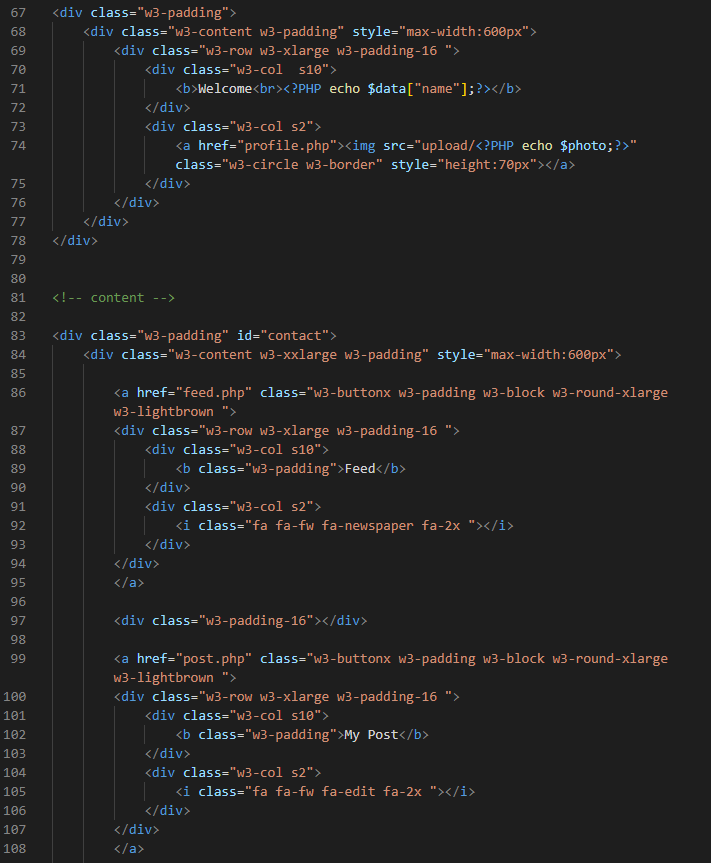 67 <div class="w3-padding">
68     <div class="w3-content w3-padding" style="max-width:600px">
69         <div class="w3-row w3-xlarge w3-padding-16 ">
70             <div class="w3-col  s10">
71                 <b>Welcome<br><?PHP echo $data["name"];?></b>
72             </div>
73             <div class="w3-col s2">
74                 <a href="profile.php"><img src="upload/<?PHP echo $photo;?>"
                class="w3-circle w3-border" style="height:70px"></a>
75             </div>
76         </div>
77     </div>
78 </div>
79
80
81 <!-- content -->
82
83 <div class="w3-padding" id="contact">
84     <div class="w3-content w3-xxlarge w3-padding" style="max-width:600px">
85
86         <a href="feed.php" class="w3-buttonx w3-padding w3-block w3-round-xlarge
        w3-lightbrown ">
87         <div class="w3-row w3-xlarge w3-padding-16 ">
88             <div class="w3-col s10">
89                 <b class="w3-padding">Feed</b>
90             </div>
91             <div class="w3-col s2">
92                 <i class="fa fa-fw fa-newspaper fa-2x "></i>
93             </div>
94         </div>
95         </a>
96
97         <div class="w3-padding-16"></div>
98
99         <a href="post.php" class="w3-buttonx w3-padding w3-block w3-round-xlarge
        w3-lightbrown ">
100         <div class="w3-row w3-xlarge w3-padding-16 ">
101             <div class="w3-col s10">
102                 <b class="w3-padding">My Post</b>
103             </div>
104             <div class="w3-col s2">
105                 <i class="fa fa-fw fa-edit fa-2x "></i>
106             </div>
107         </div>
108         </a>